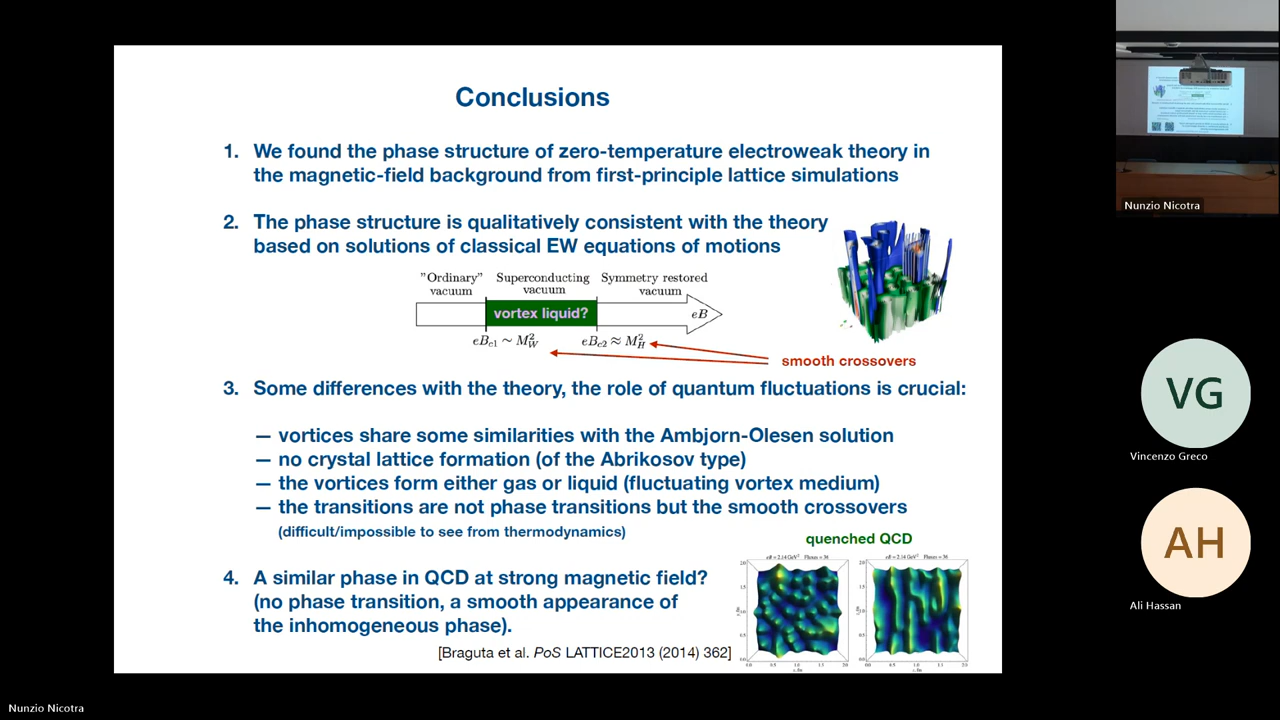 Conclusions
1. We found the phase structure of zero-temperature electroweak theory in
the magnetic-field background from first-principle lattice simulations
2. The phase structure is qualitatively consistent with the theory
based on solutions of classical EW equations of motions
"Ordinary" vacuum
Superconducting vacuum
Symmetry restored vacuum
vortex liquid?
eB
eB_{c1} ∼ M_W^2
eB_{c2} ≈ M_H^2
smooth crossovers
3. Some differences with the theory, the role of quantum fluctuations is crucial:
— vortices share some similarities with the Ambjorn-Olesen solution
— no crystal lattice formation (of the Abrikosov type)
— the vortices form either gas or liquid (fluctuating vortex medium)
— the transitions are not phase transitions but the smooth crossovers
(difficult/impossible to see from thermodynamics)
quenched QCD
4. A similar phase in QCD at strong magnetic field?
(no phase transition, a smooth appearance of
the inhomogeneous phase).
[Braguta et al. PoS LATTICE2013 (2014) 362]
Nunzio Nicotra
VG
Vincenzo Greco
AH
Ali Hassan
Nunzio Nicotra